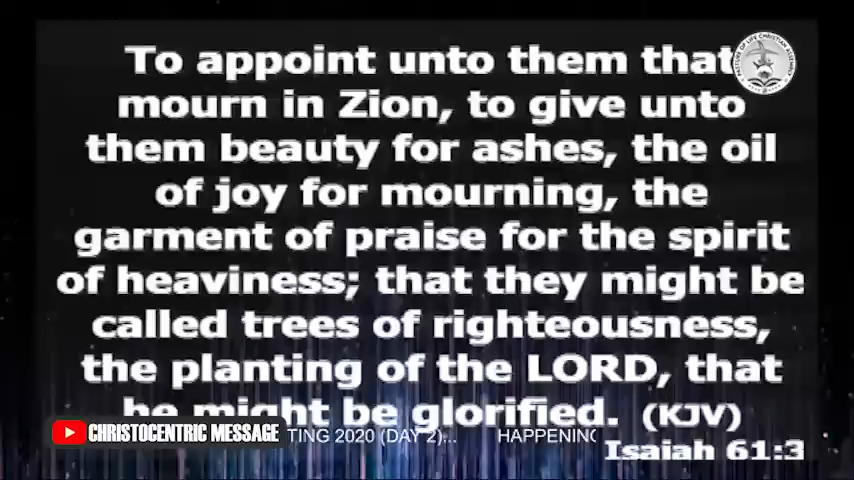 To appoint unto them that
mourn in Zion, to give unto
them beauty for ashes, the oil
of joy for mourning, the
garment of praise for the spirit
of heaviness; that they might be
called trees of righteousness,
the planting of the LORD, that
he might be glorified. (KJV)
CHRISTOCENTRIC MESSAGE
TING 2020 (DAY 2)... HAPPENING
Isaiah 61:3